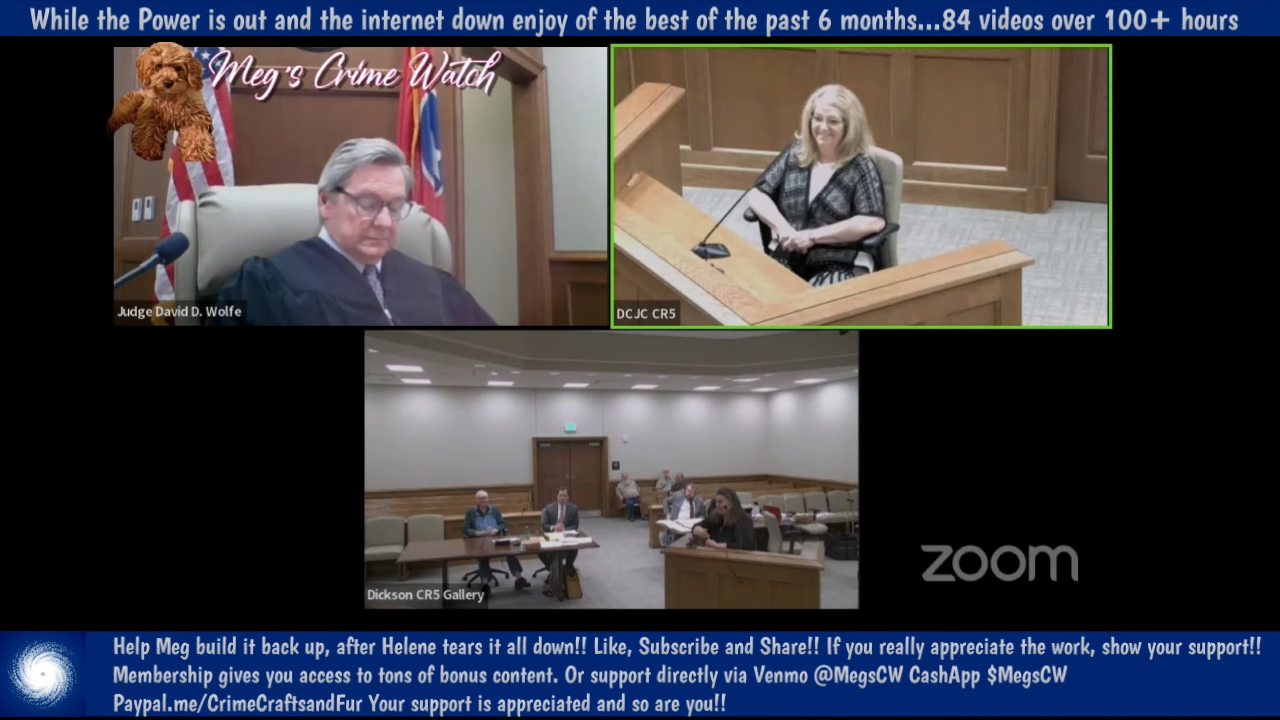 While the Power is out and the internet down enjoy of the best of the past 6 months...84 videos over 100+ hours
Meg's Crime Watch
Judge David D. Wolfe
DCJC CR5
Dickson CR5 Gallery
zoom
Help Meg build it back up, after Helene tears it all down!! Like, Subscribe and Share!! If you really appreciate the work, show your support!!
Membership gives you access to tons of bonus content. Or support directly via Venmo @MegsCW CashApp $MegsCW
Paypal.me/CrimeCraftsandFur Your support is appreciated and so are you!!